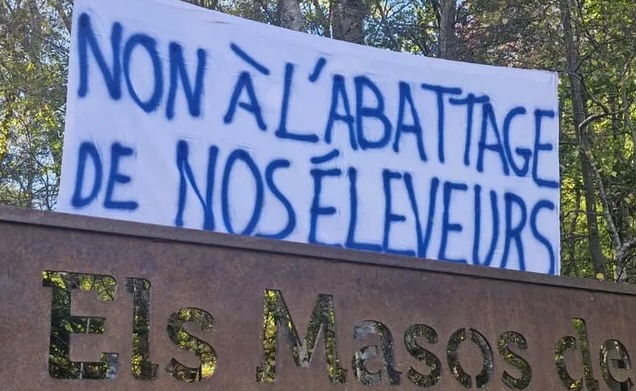 NON À L'ABATTAGE
DE NOS ÉLEVEURS
Els Masos de